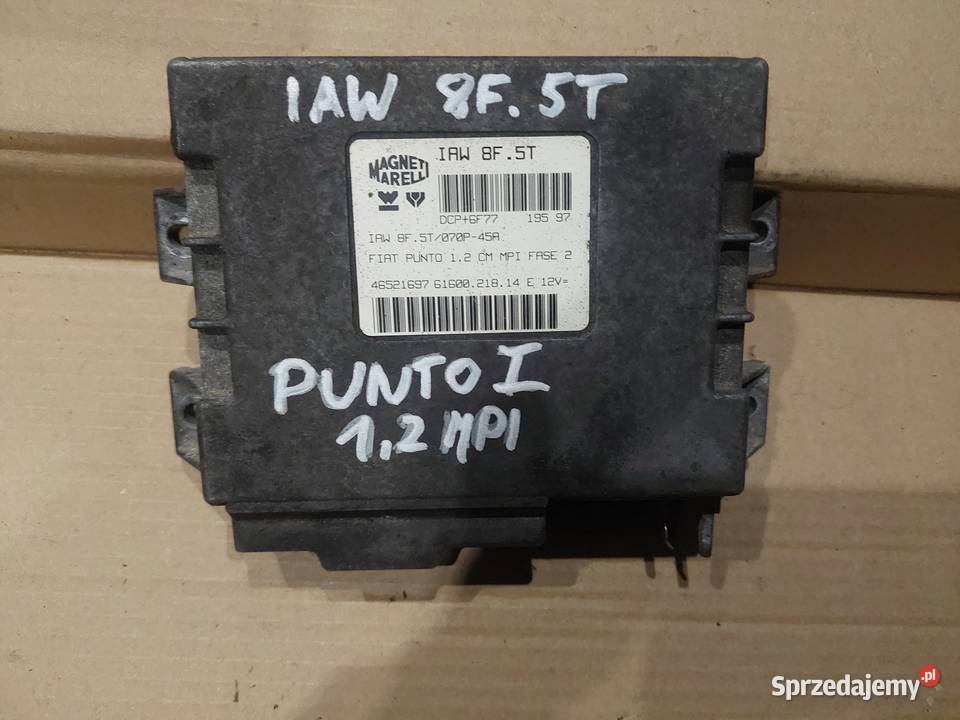 IAW 8F.5T
MAGNETI MARELLI
IAW 8F.5T
DCP+6F77 195 97
IAW 8F.5T/070P-45A
FIAT PUNTO 1.2 CM MPI FASE 2
46521697 61600.218.14 E 12V=
PUNTO I
1,2 MPI
Sprzedajemy.pl